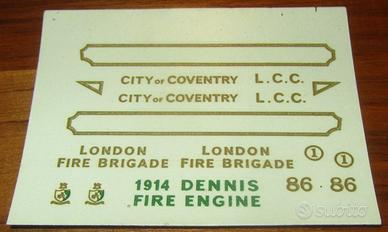 CITY OF COVENTRY L.C.C.
CITY OF COVENTRY L.C.C.
LONDON FIRE BRIGADE
LONDON FIRE BRIGADE
1 1
1914 DENNIS FIRE ENGINE
86 . 86
subito